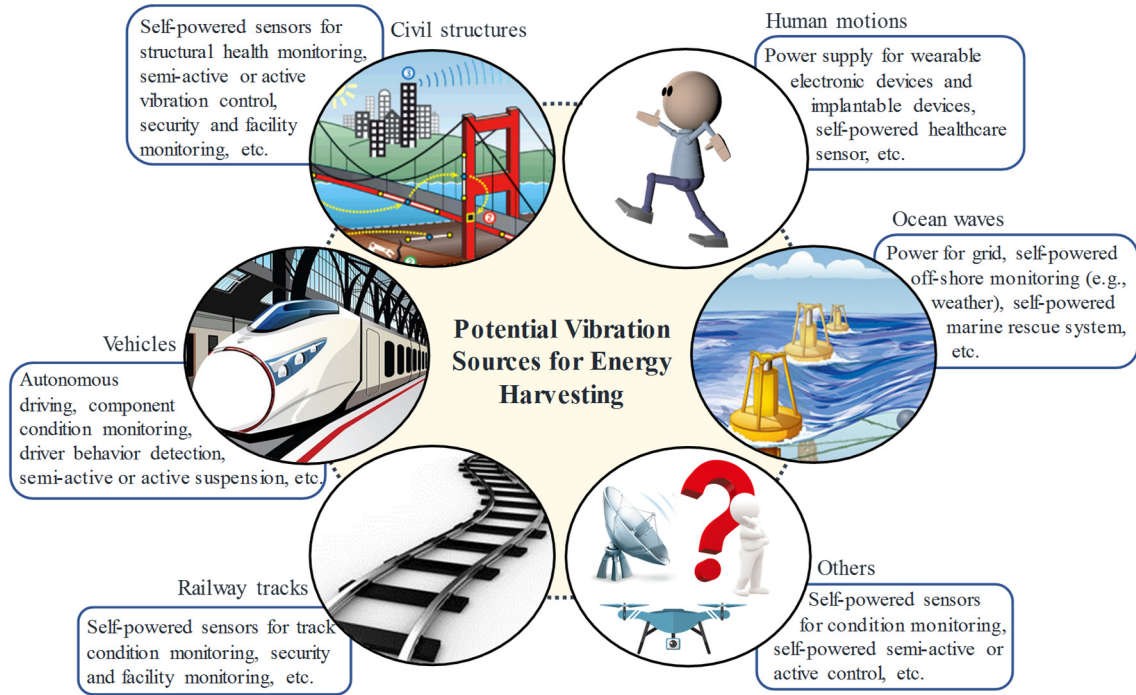 Civil structures
Self-powered sensors for
structural health monitoring,
semi-active or active
vibration control,
security and facility
monitoring, etc.
Human motions
Power supply for wearable
electronic devices and
implantable devices,
self-powered healthcare
sensor, etc.
Ocean waves
Power for grid, self-powered
off-shore monitoring (e.g.,
weather), self-powered
marine rescue system,
etc.
Potential Vibration
Sources for Energy
Harvesting
Vehicles
Autonomous
driving, component
condition monitoring,
driver behavior detection,
semi-active or active suspension, etc.
Railway tracks
Self-powered sensors for track
condition monitoring, security
and facility monitoring, etc.
Others
Self-powered sensors
for condition monitoring,
self-powered semi-active or
active control, etc.
3
2
?